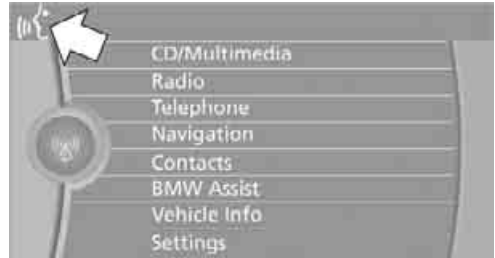 CD/Multimedia
Radio
Telephone
Navigation
Contacts
BMW Assist
Vehicle Info
Settings